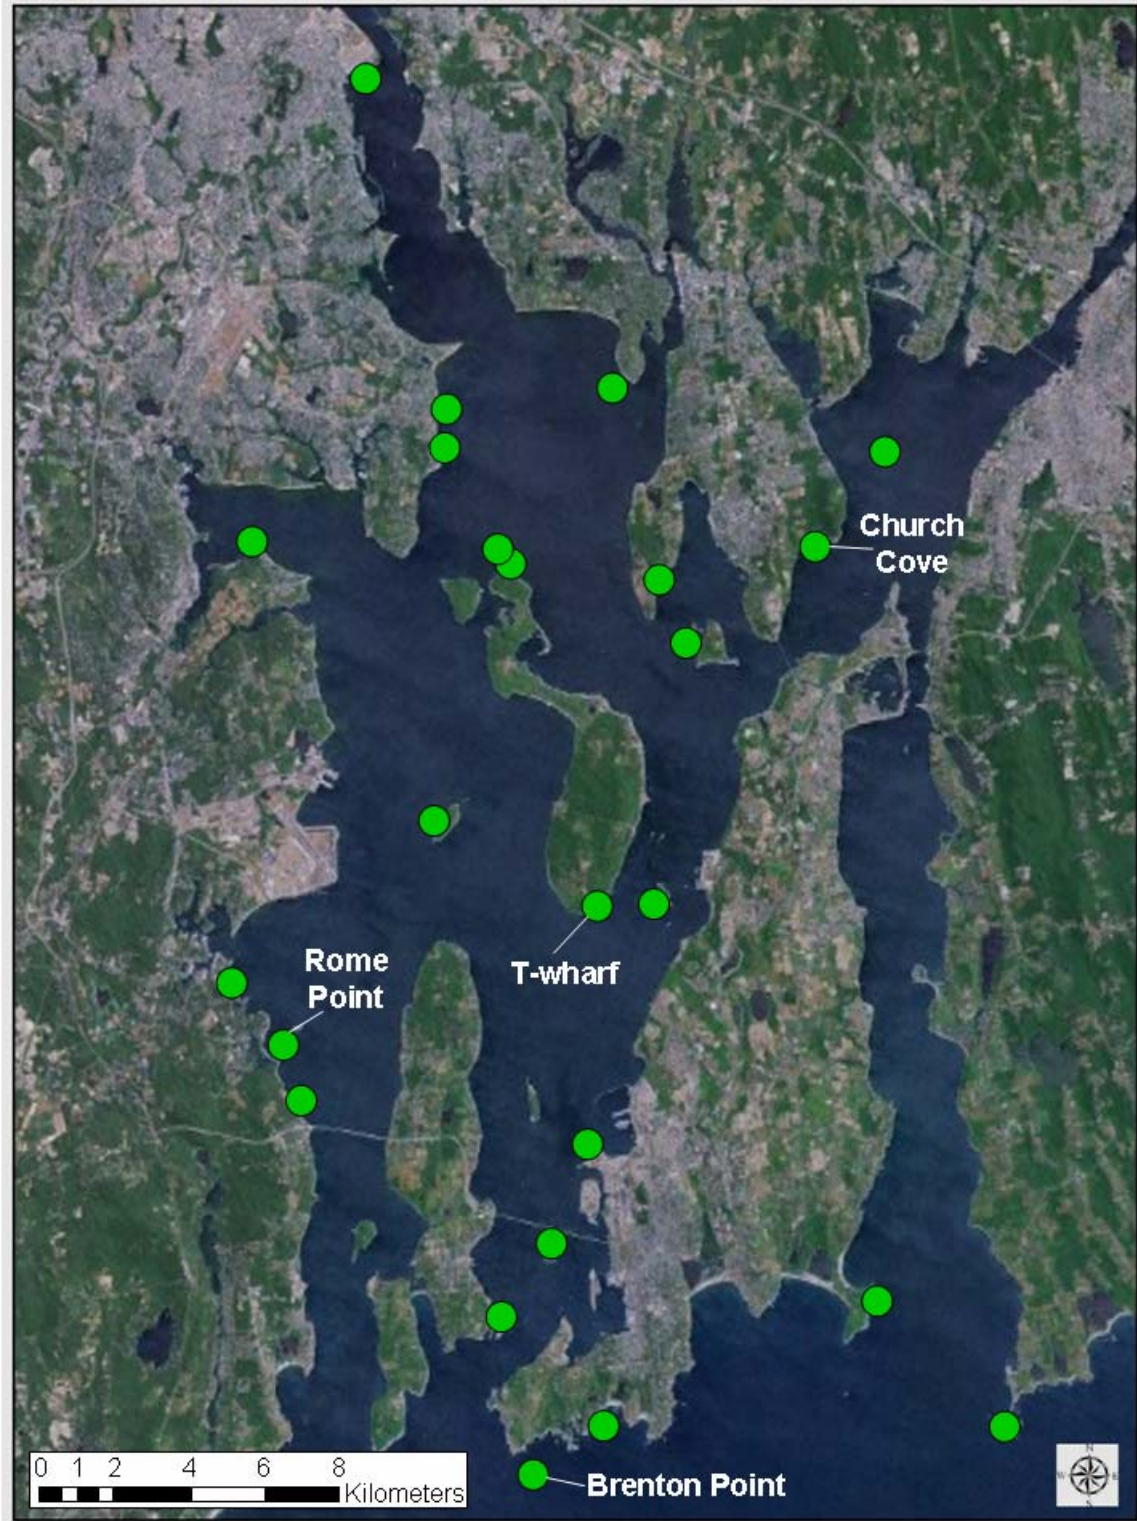 Church
Cove
Rome
Point
T-wharf
0 1 2 4 6 8
Kilometers
Brenton Point
N
W E
S